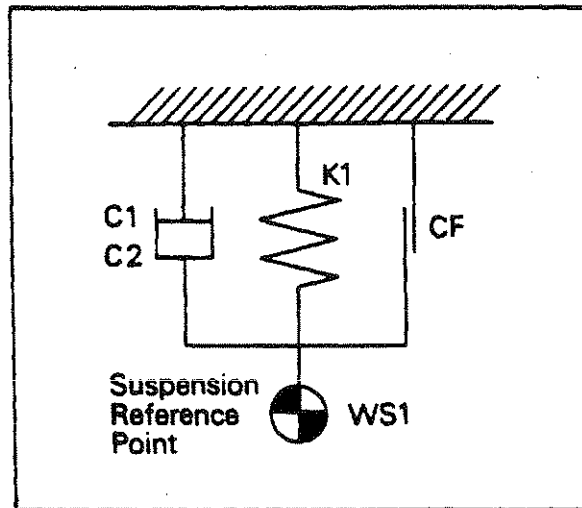 K1
C1
C2
CF
Suspension
Reference
Point
WS1